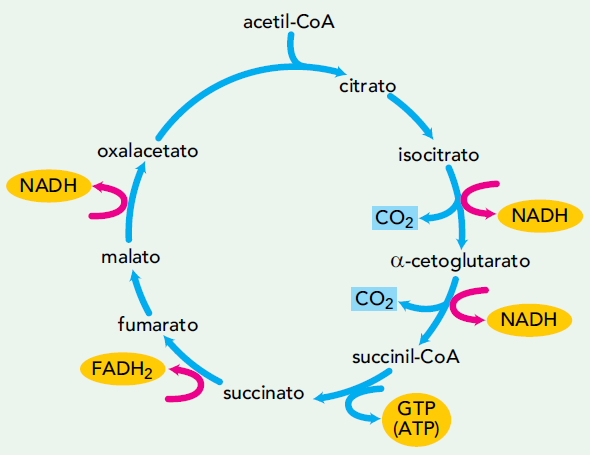 acetil-CoA
citrato
isocitrato
CO₂
NADH
α-cetoglutarato
CO₂
NADH
succinil-CoA
GTP
(ATP)
succinato
FADH₂
fumarato
malato
NADH
oxalacetato